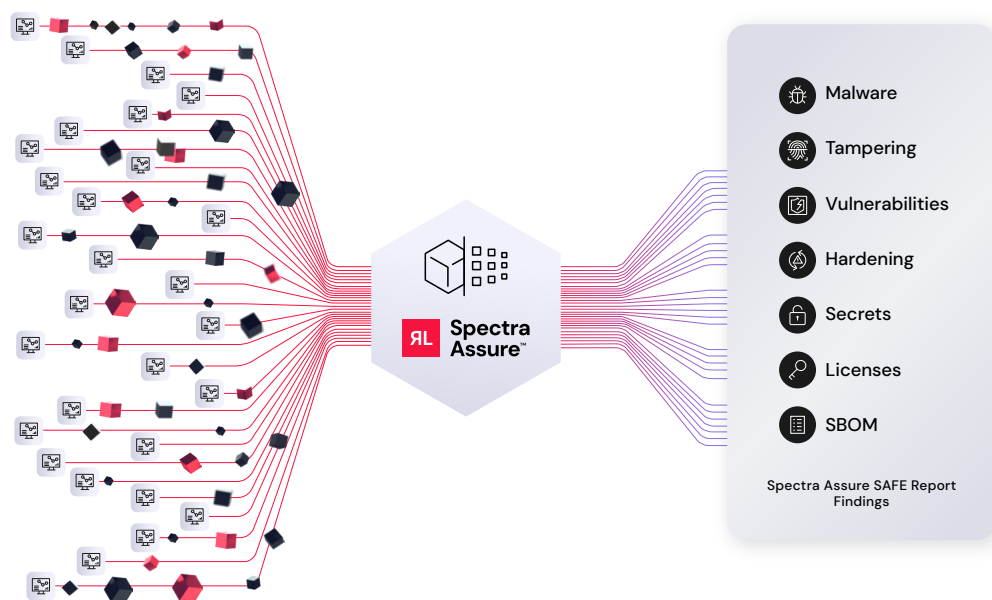 ЯL
Spectra
Assure™
Malware
Tampering
Vulnerabilities
Hardening
Secrets
Licenses
SBOM
Spectra Assure SAFE Report
Findings